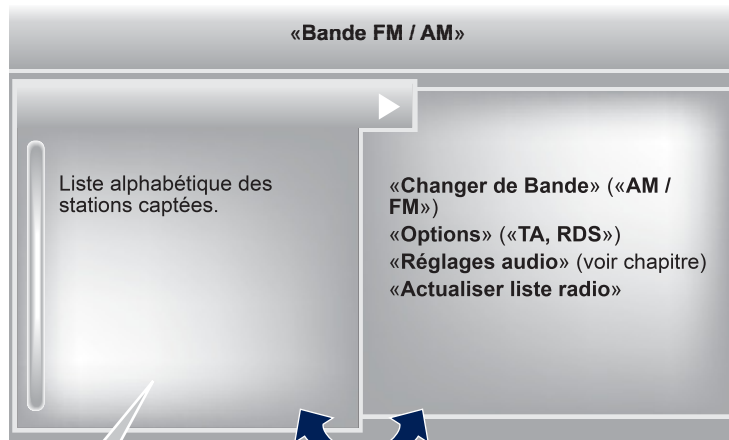 «Bande FM / AM»
Liste alphabétique des
stations captées.
«Changer de Bande» («AM /
FM»)
«Options» («TA, RDS»)
«Réglages audio» (voir chapitre)
«Actualiser liste radio»